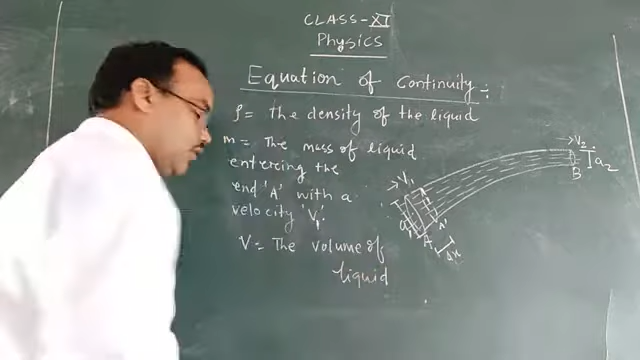 CLASS-XI
Physics
Equation of Continuity:
ρ= the density of the liquid
m= The mass of liquid
entering the
end 'A' with a
velocity 'V₁'
V= The volume of
liquid
V₁
a₁
A
A'
Δx
V₂
a₂
B